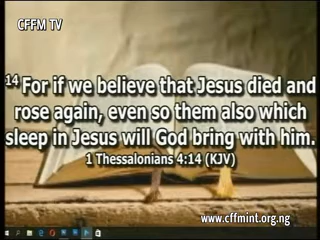 CFFM TV
14 For if we believe that Jesus died and
rose again, even so them also which
sleep in Jesus will God bring with him.
1 Thessalonians 4:14 (KJV)
www.cffmint.org.ng